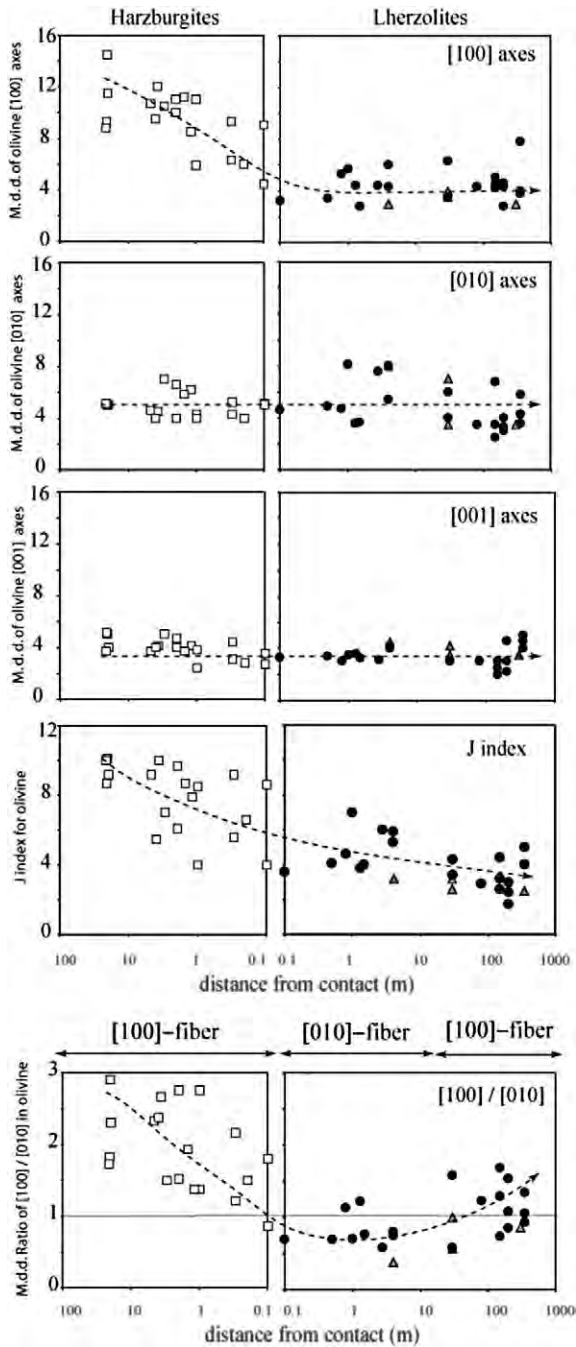 Harzburgites Lherzolites
M.d.d. of olivine [100] axes
16
12
8
4
0
[100] axes
M.d.d. of olivine [010] axes
16
12
8
4
0
[010] axes
M.d.d. of olivine [001] axes
16
12
8
4
0
[001] axes
J index for olivine
12
8
4
0
J index
100 10 1 0.1 0.1 1 10 100 1000
distance from contact (m)
[100]-fiber [010]-fiber [100]-fiber
M.d.d. Ratio of [100] / [010] in olivine
3
2
1
0
[100] / [010]
100 10 1 0.1 0.1 1 10 100 1000
distance from contact (m)